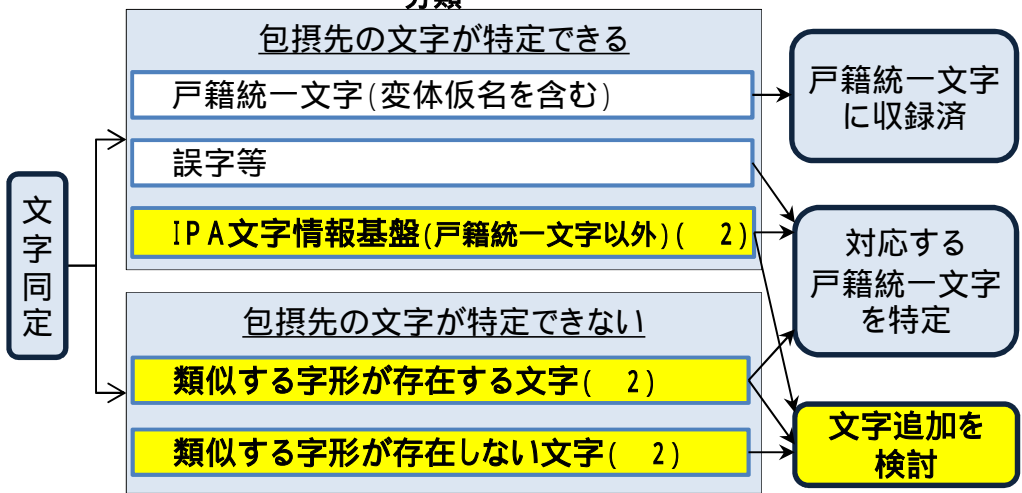 分類
文字同定
包摂先の文字が特定できる
戸籍統一文字(変体仮名を含む)
誤字等
IPA文字情報基盤(戸籍統一文字以外)( 2)
包摂先の文字が特定できない
類似する字形が存在する文字( 2)
類似する字形が存在しない文字( 2)
戸籍統一文字
に収録済
対応する
戸籍統一文字
を特定
文字追加を
検討